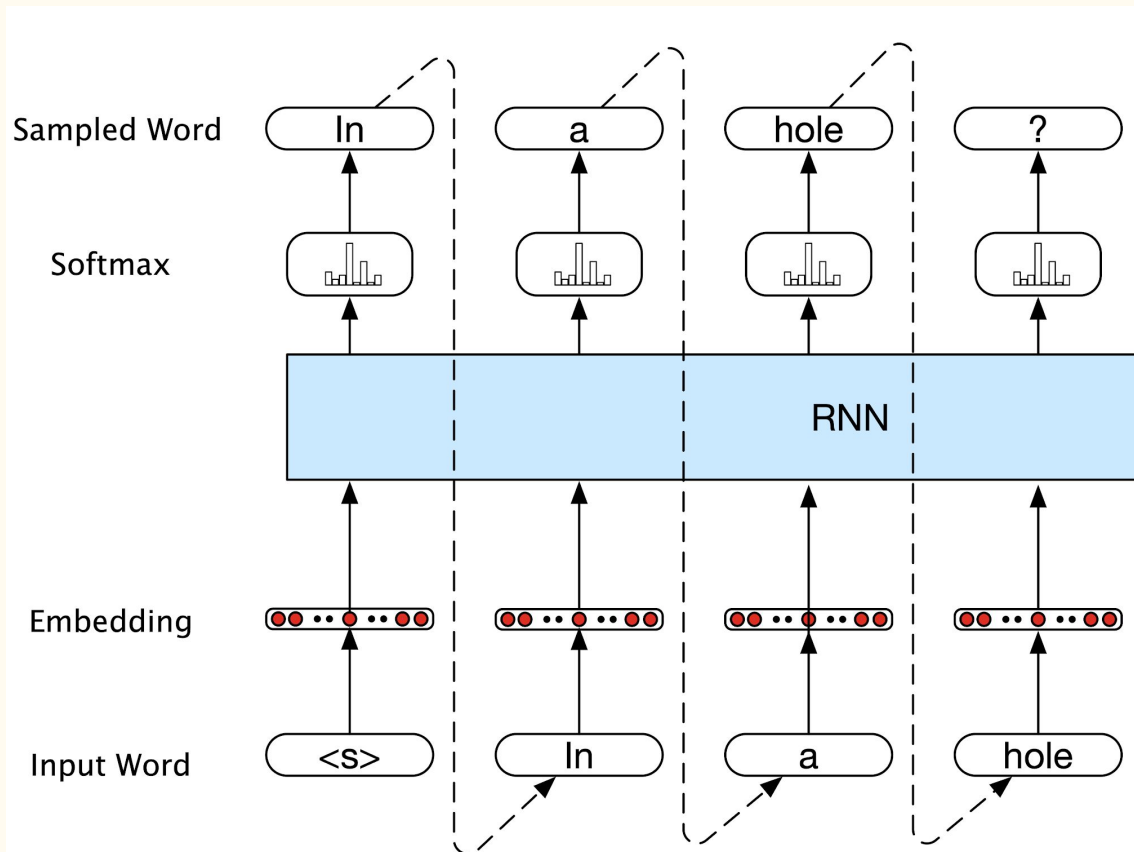 Sampled Word In a hole ?
Softmax
RNN
Embedding
Input Word <s> In a hole